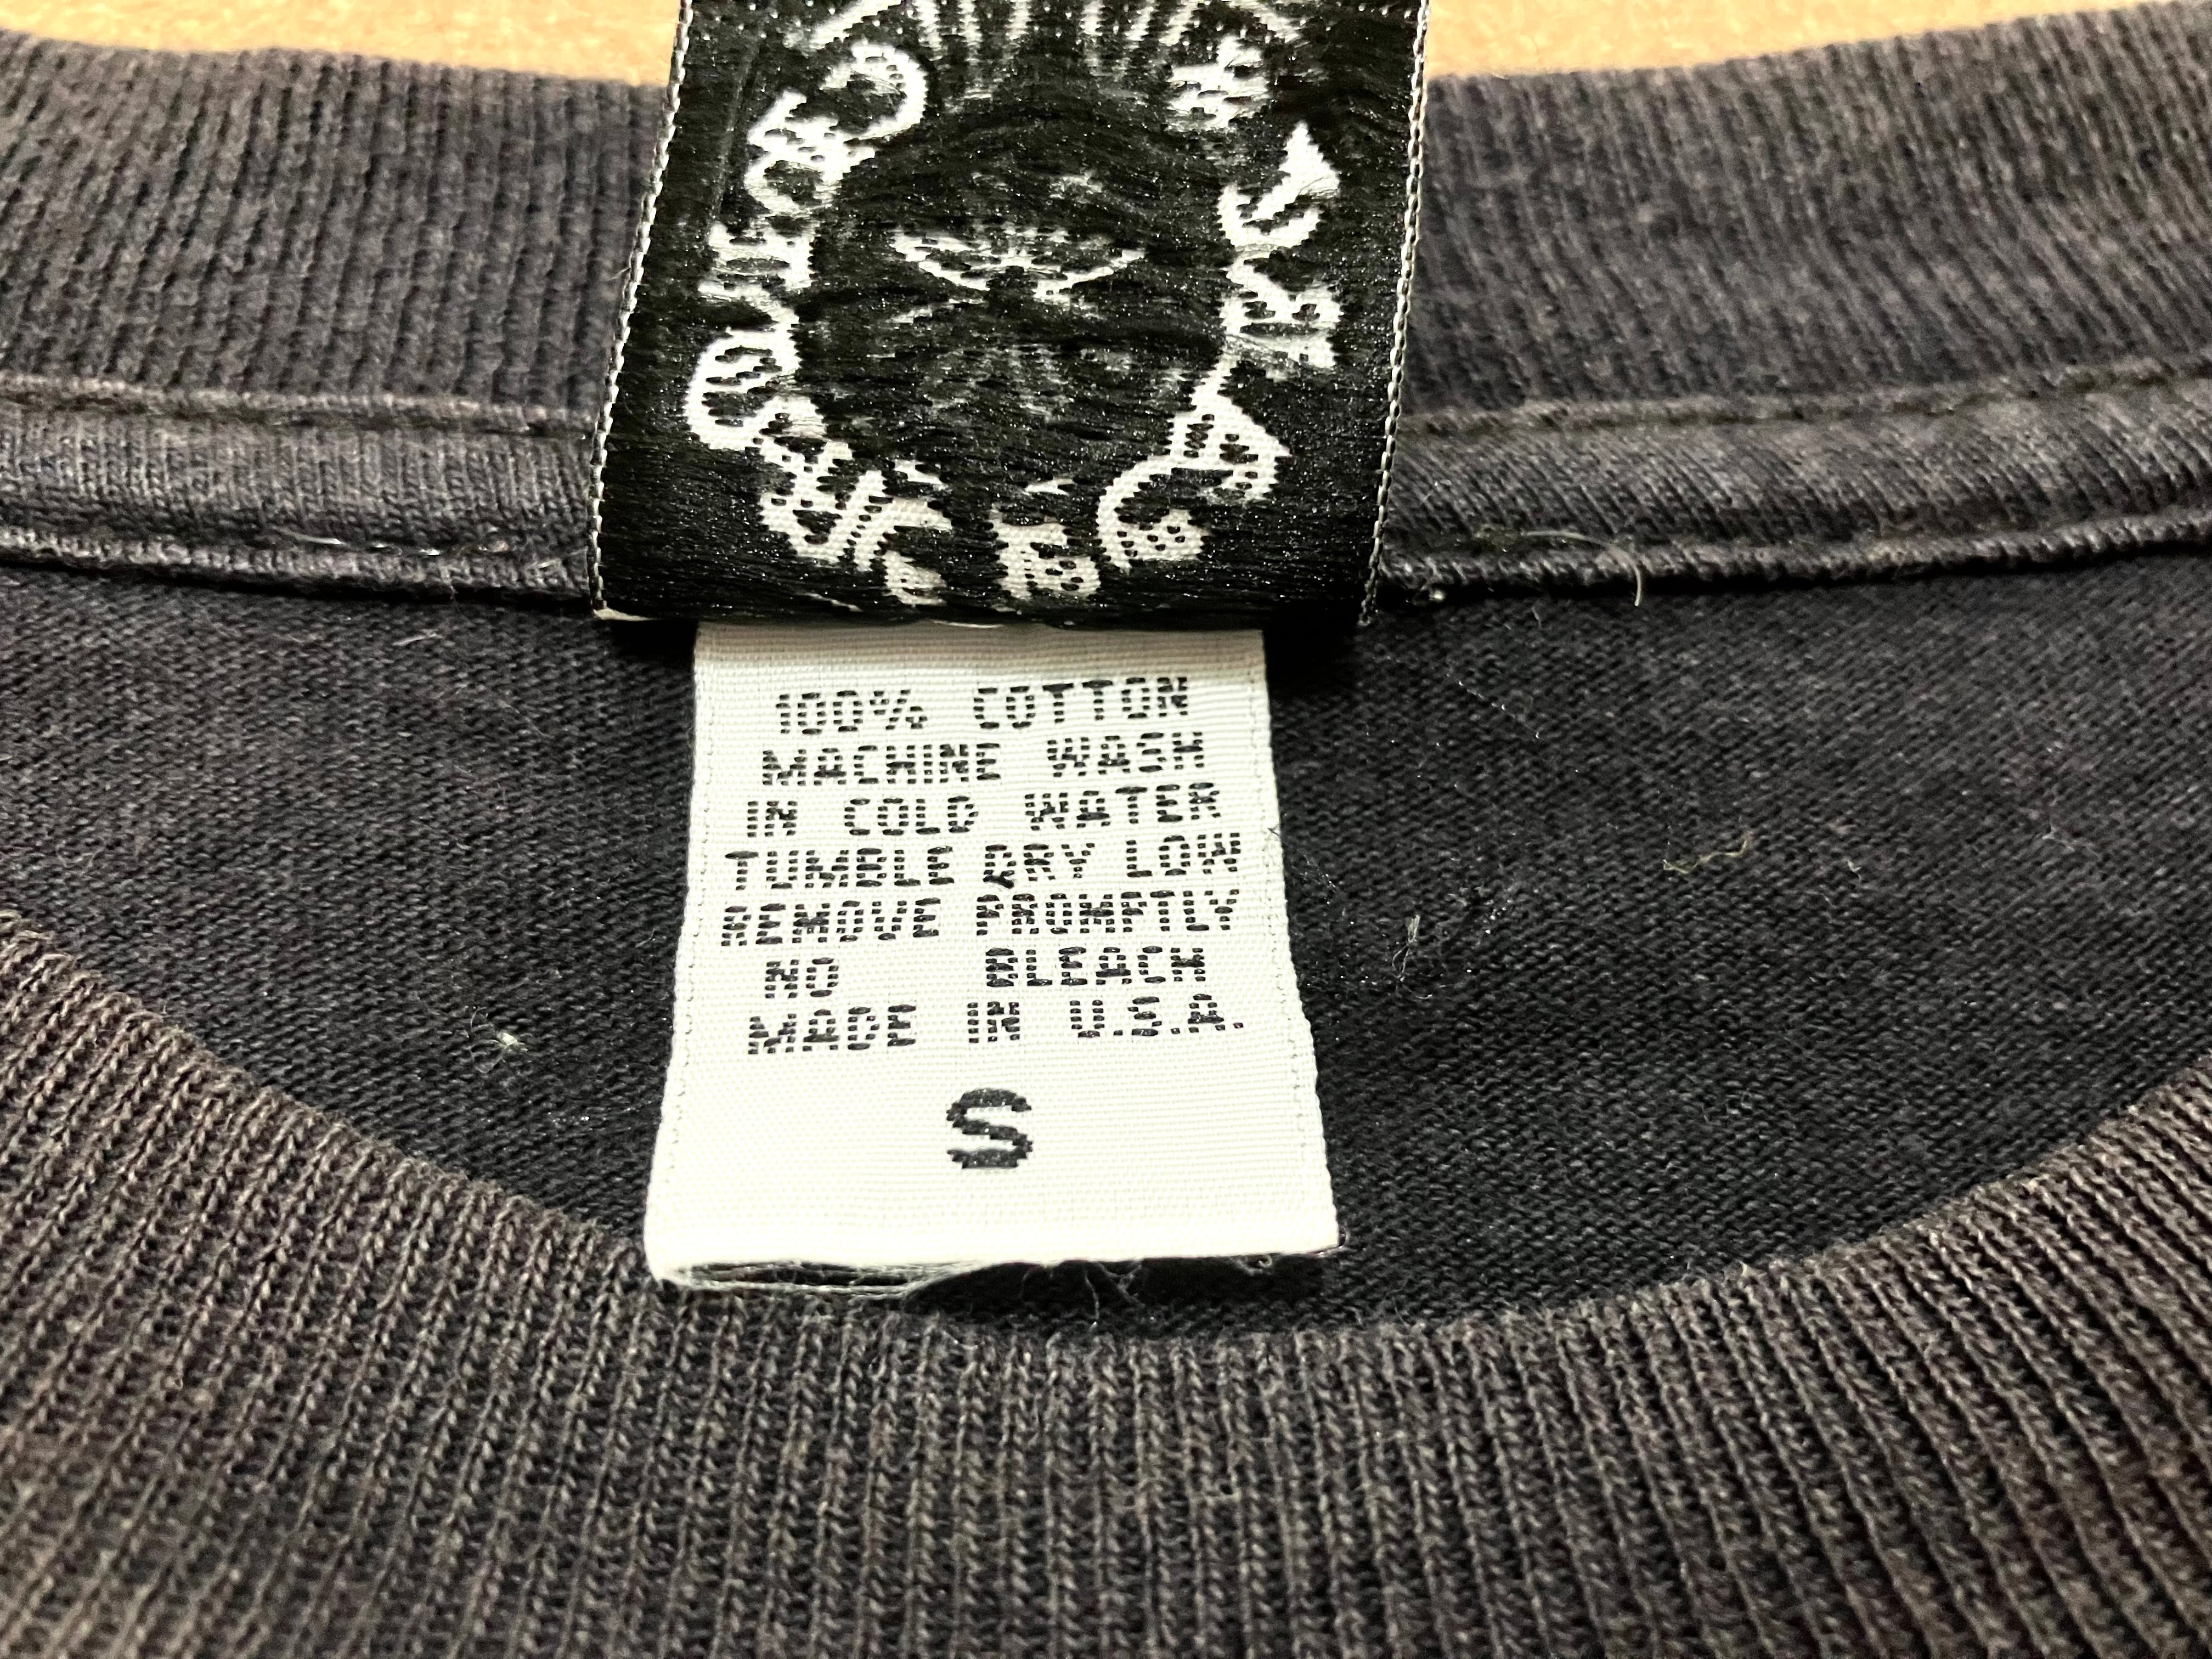 100% COTTON
MACHINE WASH
IN COLD WATER
TUMBLE DRY LOW
REMOVE PROMPTLY
NO BLEACH
MADE IN U.S.A.
S